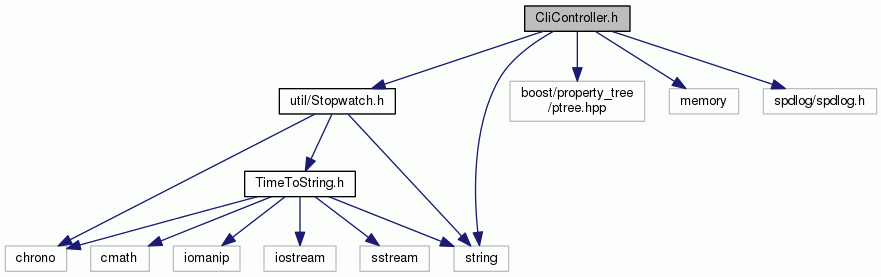 CliController.h
util/Stopwatch.h
boost/property_tree
/ptree.hpp
memory
spdlog/spdlog.h
TimeToString.h
chrono
cmath
iomanip
iostream
sstream
string